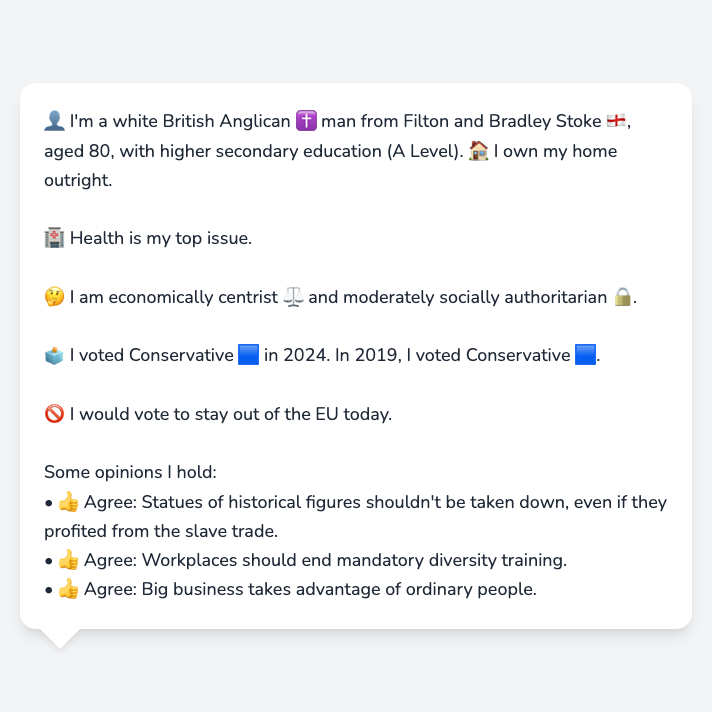 👤 I'm a white British Anglican ✝️ man from Filton and Bradley Stoke 🏴󠁧󠁢󠁥󠁮󠁧󠁿,
aged 80, with higher secondary education (A Level). 🏠 I own my home
outright.
🏥 Health is my top issue.
🤔 I am economically centrist ⚖️ and moderately socially authoritarian 🔒.
🗳️ I voted Conservative 🟦 in 2024. In 2019, I voted Conservative 🟦.
🚫 I would vote to stay out of the EU today.
Some opinions I hold:
• 👍 Agree: Statues of historical figures shouldn't be taken down, even if they
profited from the slave trade.
• 👍 Agree: Workplaces should end mandatory diversity training.
• 👍 Agree: Big business takes advantage of ordinary people.